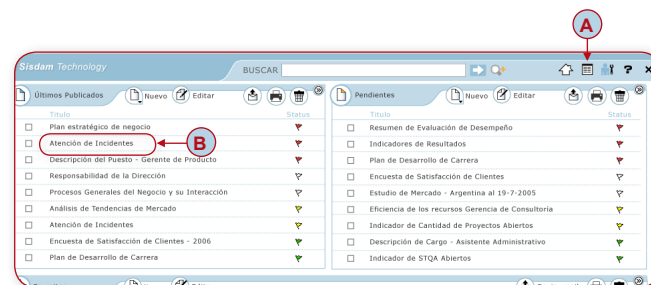 A
Sisdam Technology
BUSCAR
?
Últimos Publicados
Nuevo
Editar
Título
Status
Plan estratégico de negocio
Atención de Incidentes
B
Descripción del Puesto - Gerente de Producto
Responsabilidad de la Dirección
Procesos Generales del Negocio y su Interacción
Análisis de Tendencias de Mercado
Atención de Incidentes
Encuesta de Satisfacción de Clientes - 2006
Plan de Desarrollo de Carrera
Pendientes
Nuevo
Editar
Título
Status
Resumen de Evaluación de Desempeño
Indicadores de Resultados
Plan de Desarrollo de Carrera
Encuesta de Satisfacción de Clientes
Estudio de Mercado - Argentina al 19-7-2005
Eficiencia de los recursos Gerencia de Consultoría
Indicador de Cantidad de Proyectos Abiertos
Descripción de Cargo - Asistente Administrativo
Indicador de STQA Abiertos